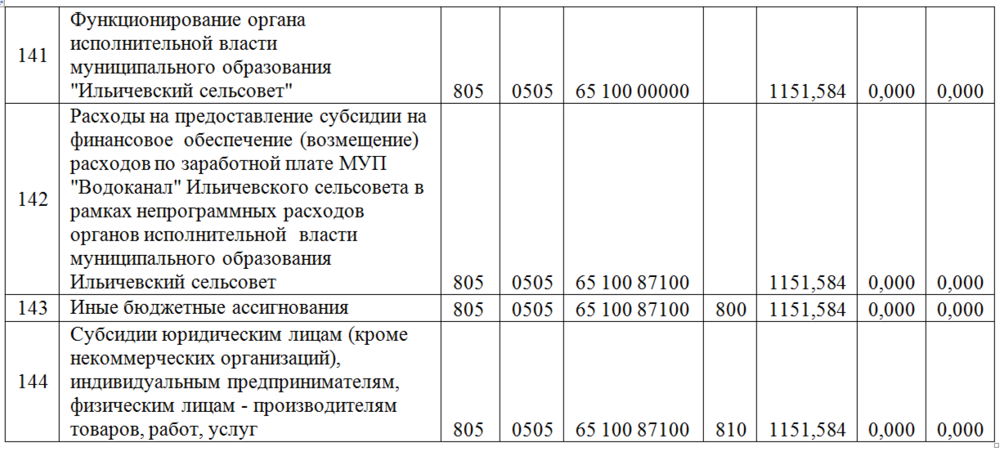 Функционирование органа
исполнительной власти
муниципального образования
141
"Ильичевский сельсовет" 805 0505 65 100 00000 1151,584 0,000 0,000
Расходы на предоставление субсидии на
финансовое обеспечение (возмещение)
расходов по заработной плате МУП
"Водоканал" Ильичевского сельсовета в
142
рамках непрограммных расходов
органов исполнительной власти
муниципального образования
Ильичевский сельсовет 805 0505 65 100 87100 1151,584 0,000 0,000
143 Иные бюджетные ассигнования 805 0505 65 100 87100 800 1151,584 0,000 0,000
Субсидии юридическим лицам (кроме
некоммерческих организаций),
144 индивидуальным предпринимателям,
физическим лицам - производителям
товаров, работ, услуг 805 0505 65 100 87100 810 1151,584 0,000 0,000